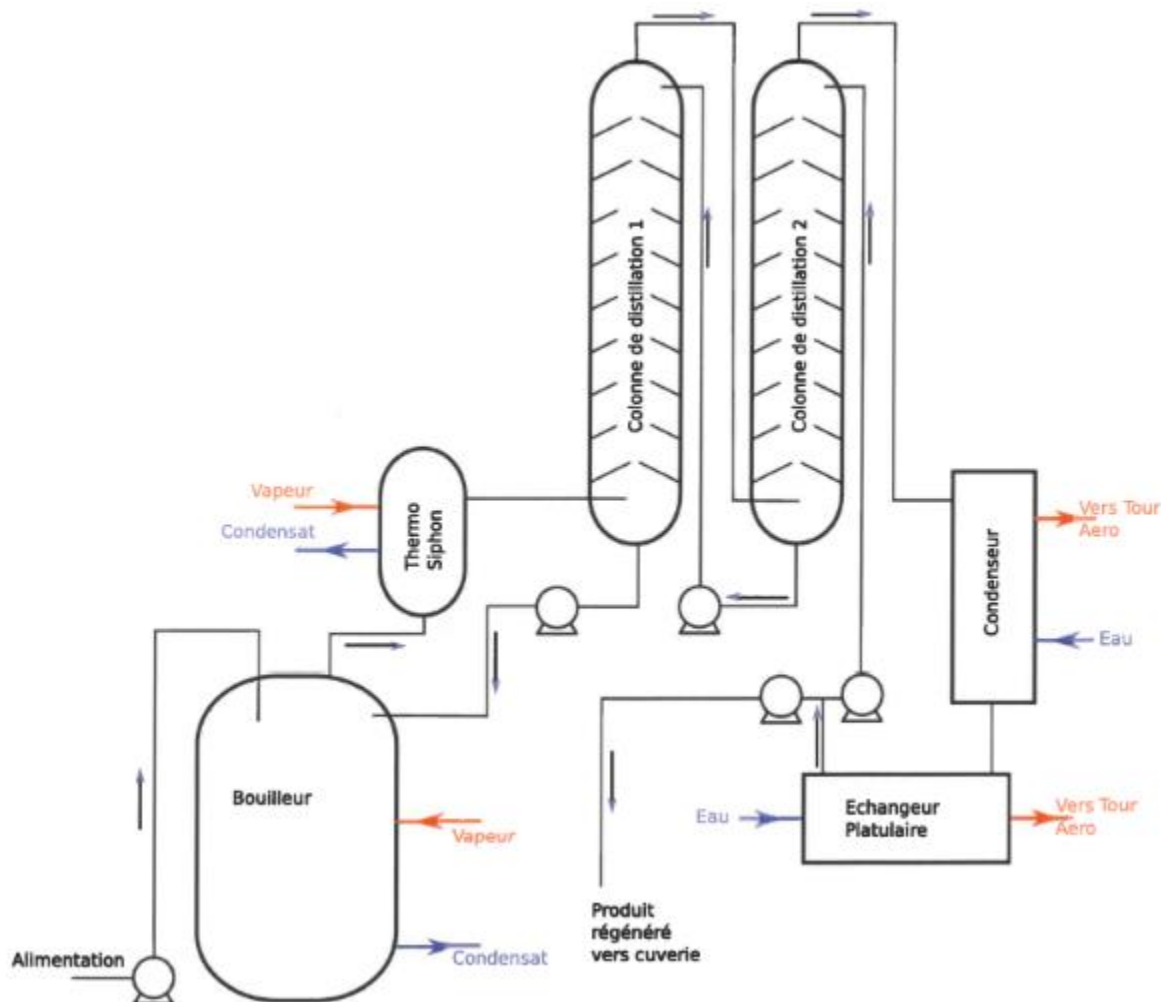 Colonne de distillation 1
Colonne de distillation 2
Vapeur
Condensat
Thermo
Siphon
Vers Tour
Aero
Condenseur
Eau
Bouilleur
Vapeur
Condensat
Eau
Echangeur
Platulaire
Vers Tour
Aero
Produit
régénéré
vers cuverie
Alimentation